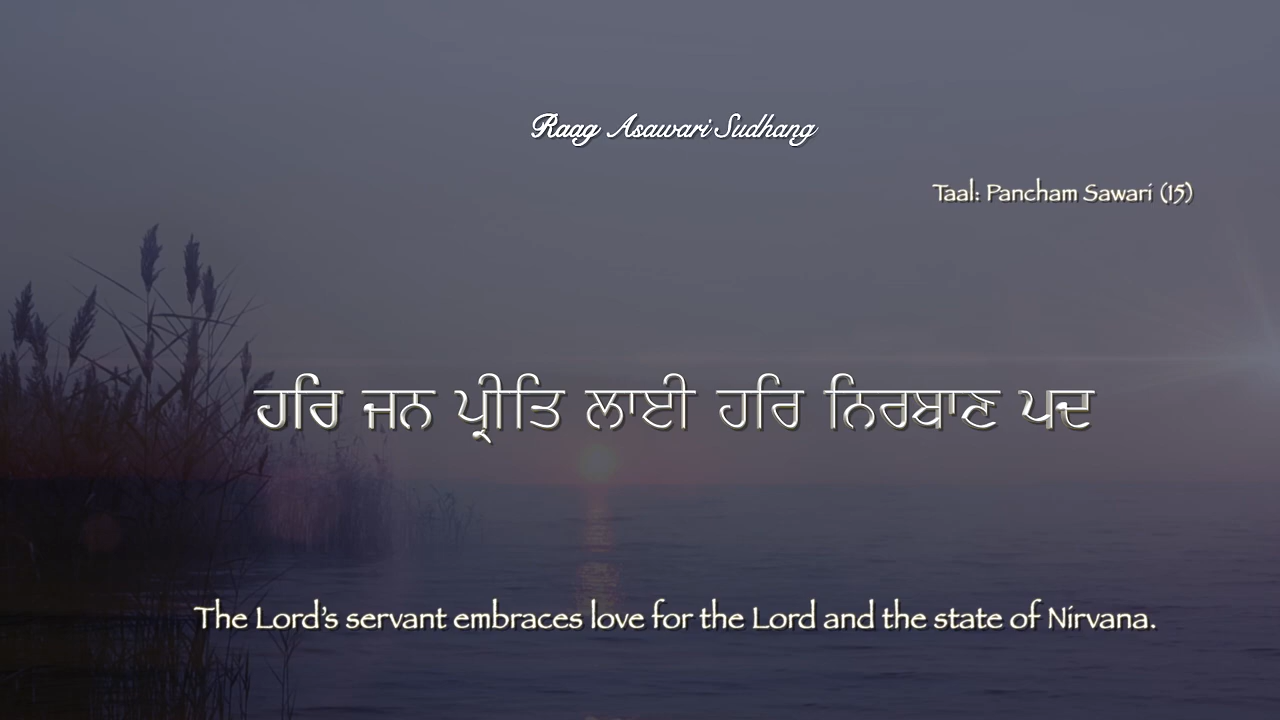 Raag Asawari Sudhang
Taal: Pancham Sawari (15)
ਹਰਿ ਜਨ ਪ੍ਰੀਤਿ ਲਾਈ ਹਰਿ ਨਿਰਬਾਣ ਪਦ
The Lord's servant embraces love for the Lord and the state of Nirvana.